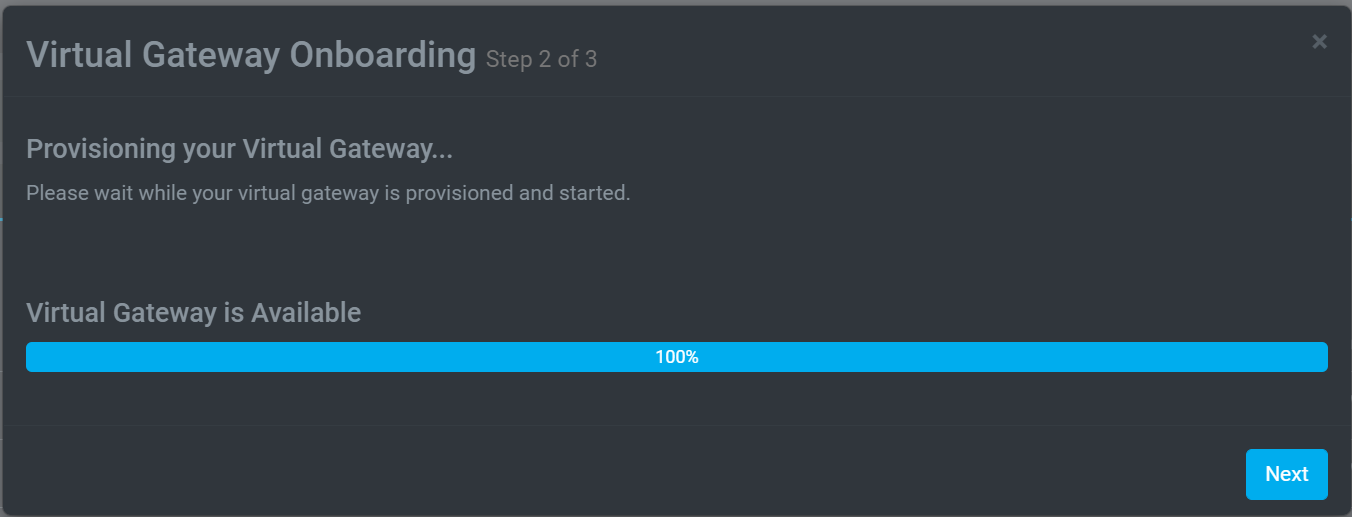 Virtual Gateway Onboarding Step 2 of 3
×
Provisioning your Virtual Gateway...
Please wait while your virtual gateway is provisioned and started.
Virtual Gateway is Available
100%
Next